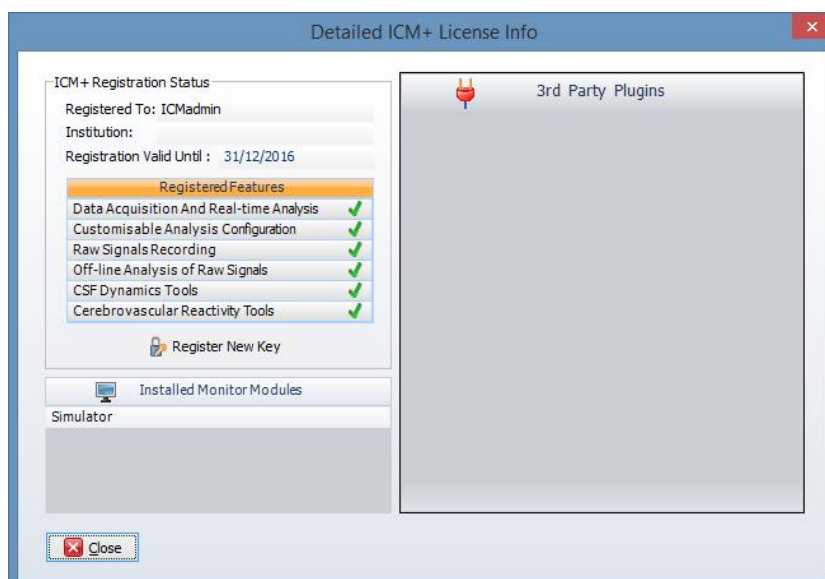 Detailed ICM+ License Info
ICM+ Registration Status
Registered To: ICMadmin
Institution:
Registration Valid Until : 31/12/2016
Registered Features
Data Acquisition And Real-time Analysis
Customisable Analysis Configuration
Raw Signals Recording
Off-line Analysis of Raw Signals
CSF Dynamics Tools
Cerebrovascular Reactivity Tools
Register New Key
Installed Monitor Modules
Simulator
3rd Party Plugins
Close